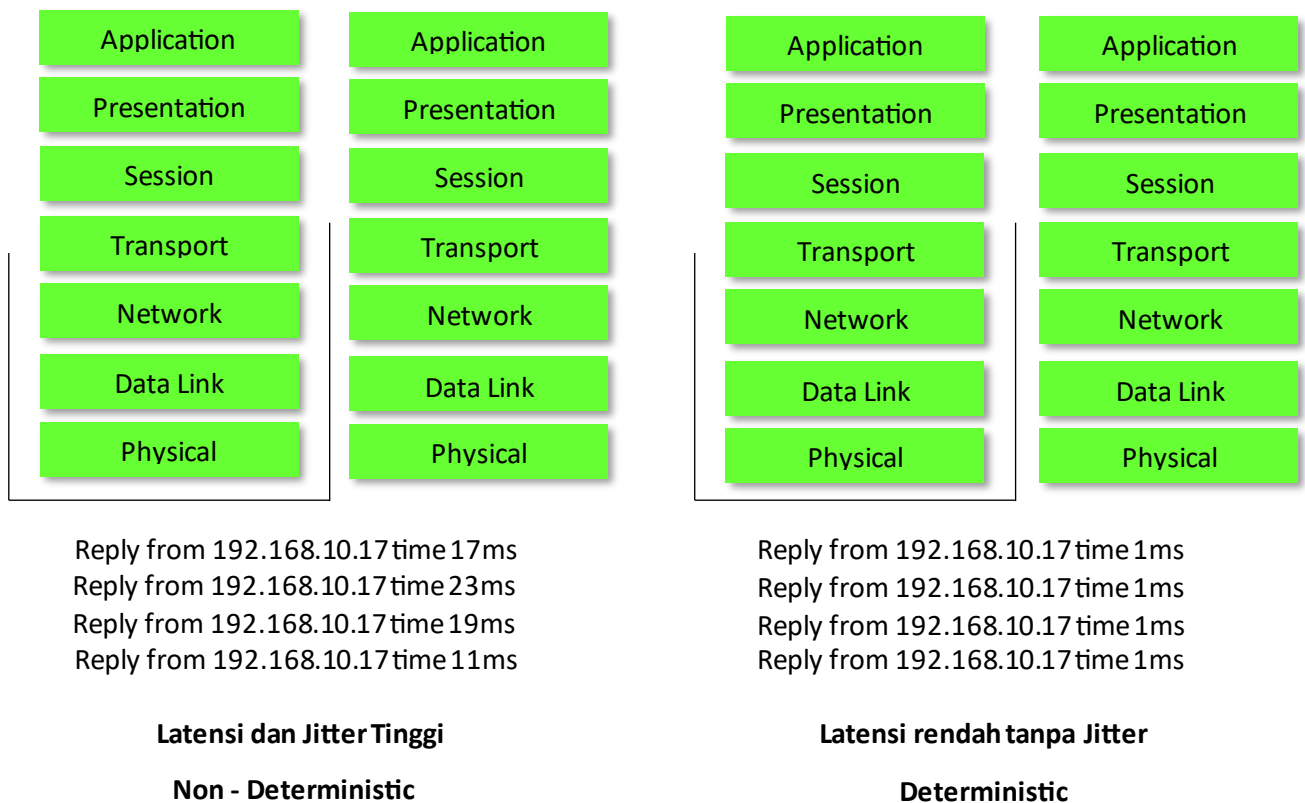 Application
Presentation
Session
Transport
Network
Data Link
Physical
Application
Presentation
Session
Transport
Network
Data Link
Physical
Reply from 192.168.10.17 time 17ms
Reply from 192.168.10.17 time 23ms
Reply from 192.168.10.17 time 19ms
Reply from 192.168.10.17 time 11ms
Latensi dan Jitter Tinggi
Non - Deterministic
Application
Presentation
Session
Transport
Network
Data Link
Physical
Application
Presentation
Session
Transport
Network
Data Link
Physical
Reply from 192.168.10.17 time 1ms
Reply from 192.168.10.17 time 1ms
Reply from 192.168.10.17 time 1ms
Reply from 192.168.10.17 time 1ms
Latensi rendah tanpa Jitter
Deterministic